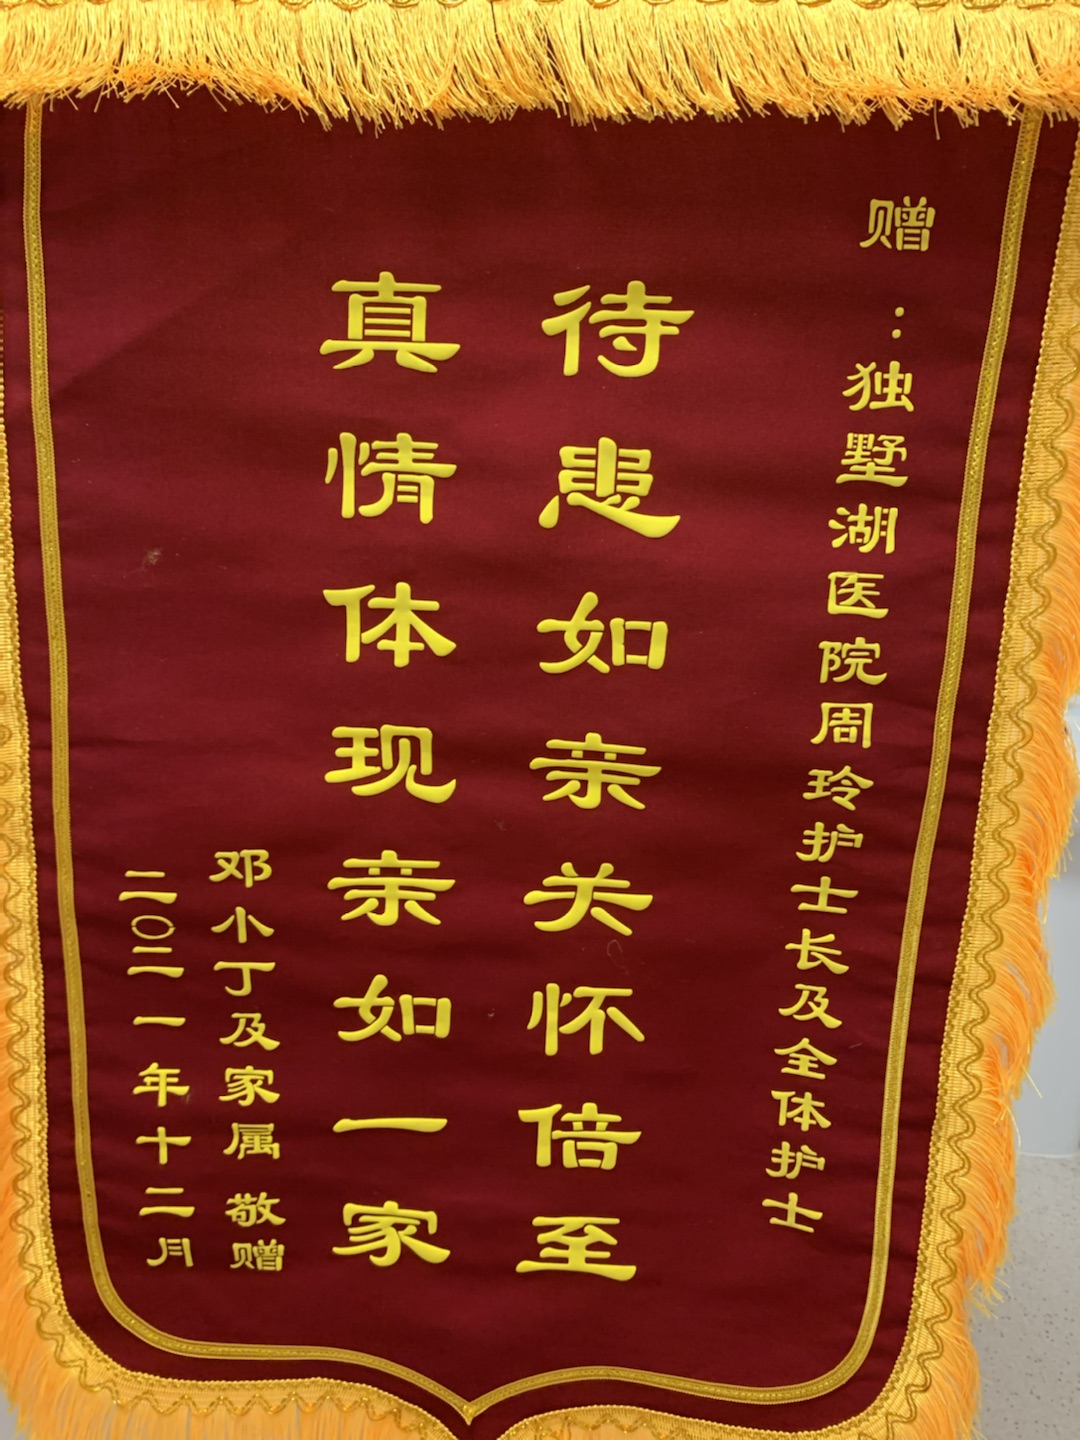 赠：独墅湖医院周玲护士长及全体护士
待患如亲关怀倍至
真情体现亲如一家
邓小丁及家属 敬赠
二〇二一年十二月